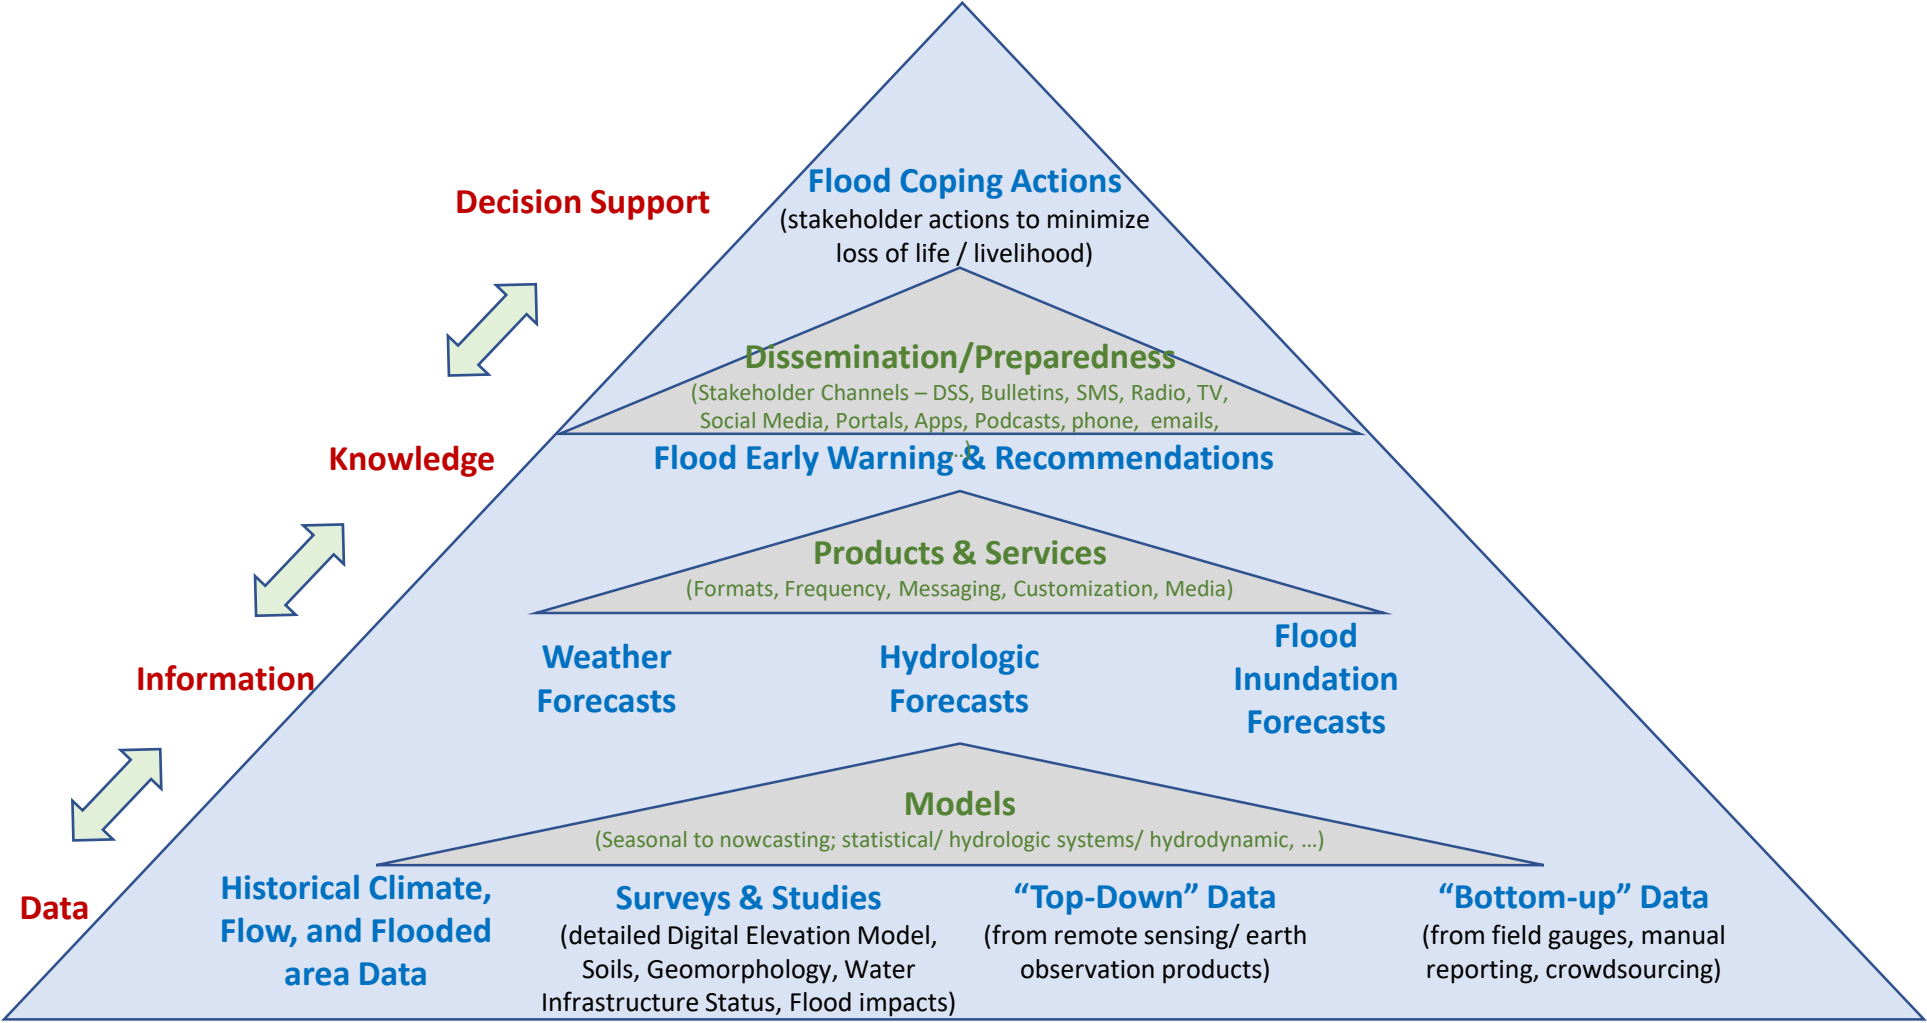 Flood Coping Actions
(stakeholder actions to minimize
loss of life / livelihood)
Decision Support
Dissemination/Preparedness
(Stakeholder Channels – DSS, Bulletins, SMS, Radio, TV,
Social Media, Portals, Apps, Podcasts, phone, emails,
...)
Knowledge
Flood Early Warning & Recommendations
Products & Services
(Formats, Frequency, Messaging, Customization, Media)
Information
Weather
Forecasts
Hydrologic
Forecasts
Flood
Inundation
Forecasts
Models
(Seasonal to nowcasting; statistical/ hydrologic systems/ hydrodynamic, ...)
Data
Historical Climate,
Flow, and Flooded
area Data
Surveys & Studies
(detailed Digital Elevation Model,
Soils, Geomorphology, Water
Infrastructure Status, Flood impacts)
“Top-Down” Data
(from remote sensing/ earth
observation products)
“Bottom-up” Data
(from field gauges, manual
reporting, crowdsourcing)